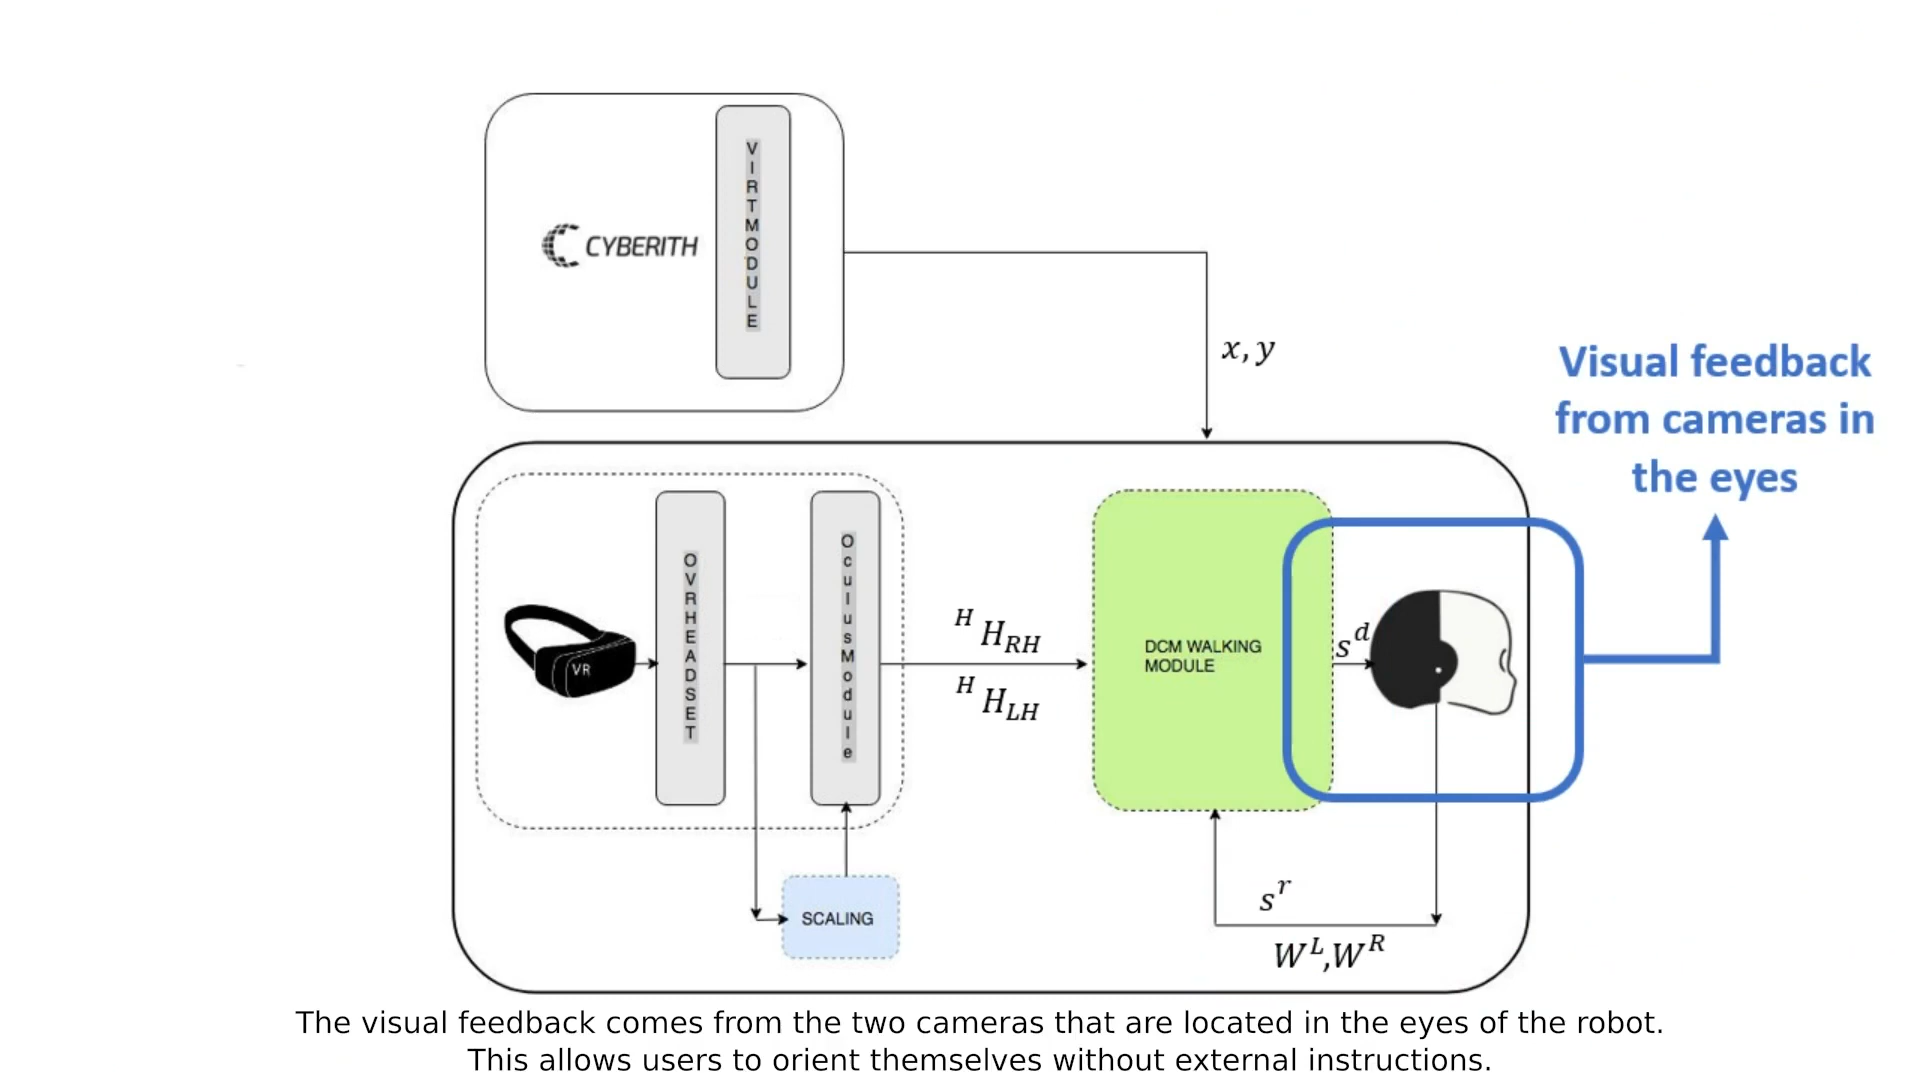 CYBERITH
VIRTMODULE
x, y
Visual feedback
from cameras in
the eyes
VR
OVRHEADSET
OculusModule
ᴴ H_RH
ᴴ H_LH
DCM WALKING
MODULE
s^d
SCALING
s^r
W^L,W^R
The visual feedback comes from the two cameras that are located in the eyes of the robot.
This allows users to orient themselves without external instructions.